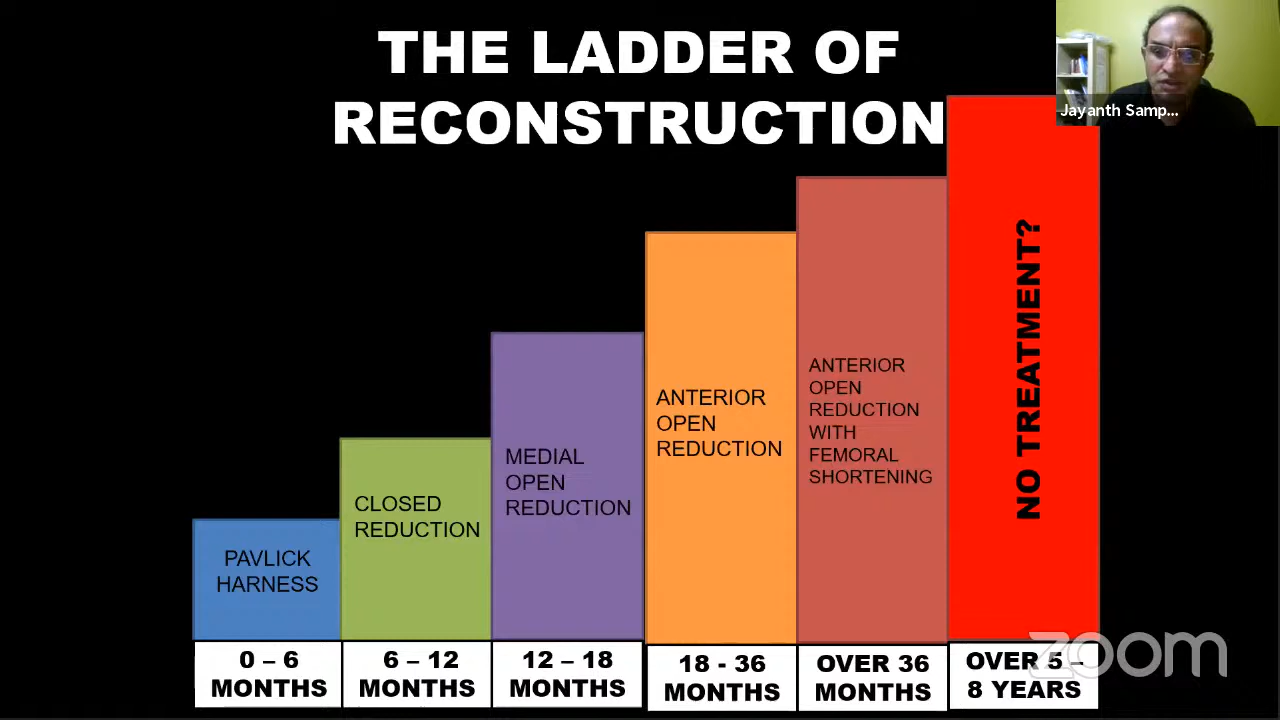 THE LADDER OF
RECONSTRUCTION
Jayanth Samp...
PAVLICK
HARNESS
CLOSED
REDUCTION
MEDIAL
OPEN
REDUCTION
ANTERIOR
OPEN
REDUCTION
ANTERIOR
OPEN
REDUCTION
WITH
FEMORAL
SHORTENING
NO TREATMENT?
0 – 6
MONTHS
6 – 12
MONTHS
12 – 18
MONTHS
18 - 36
MONTHS
OVER 36
MONTHS
OVER 5 –
8 YEARS
zoom